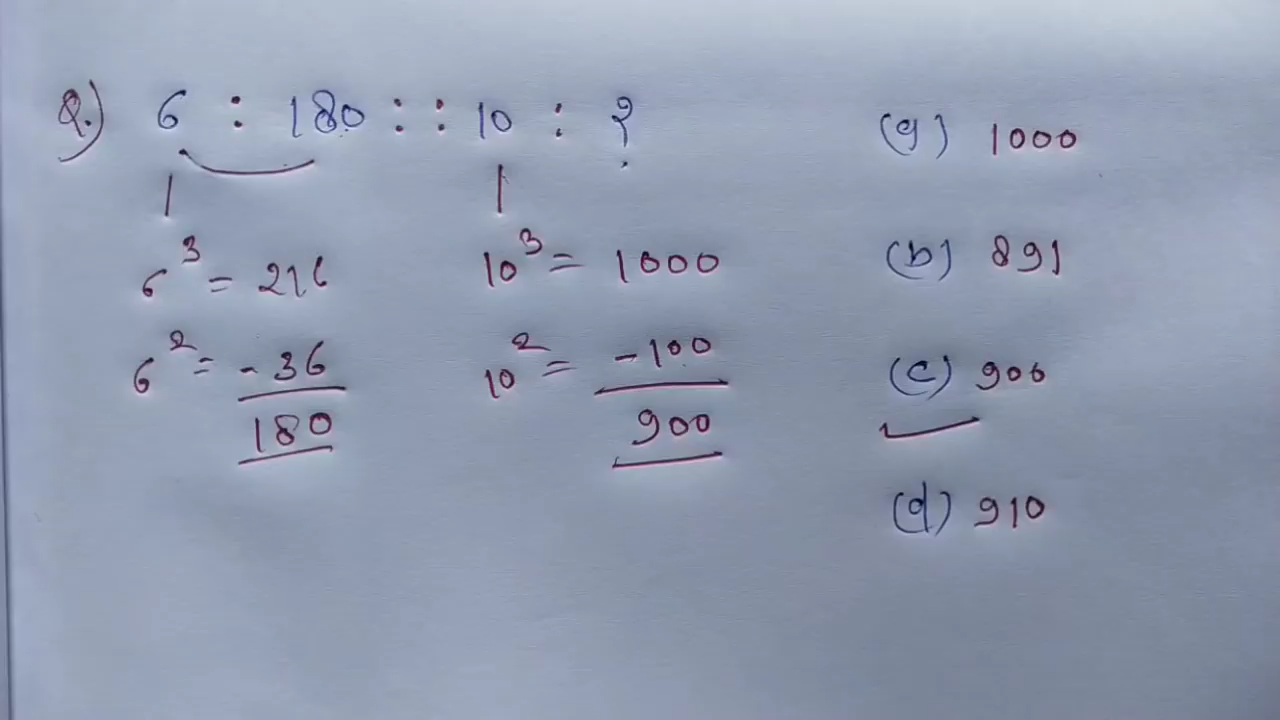 Q.) 6 : 180 : : 10 : ?
6³ = 216
6² = - 36
180
10³ = 1000
10² = - 100
900
(a) 1000
(b) 891
(c) 900
(d) 910